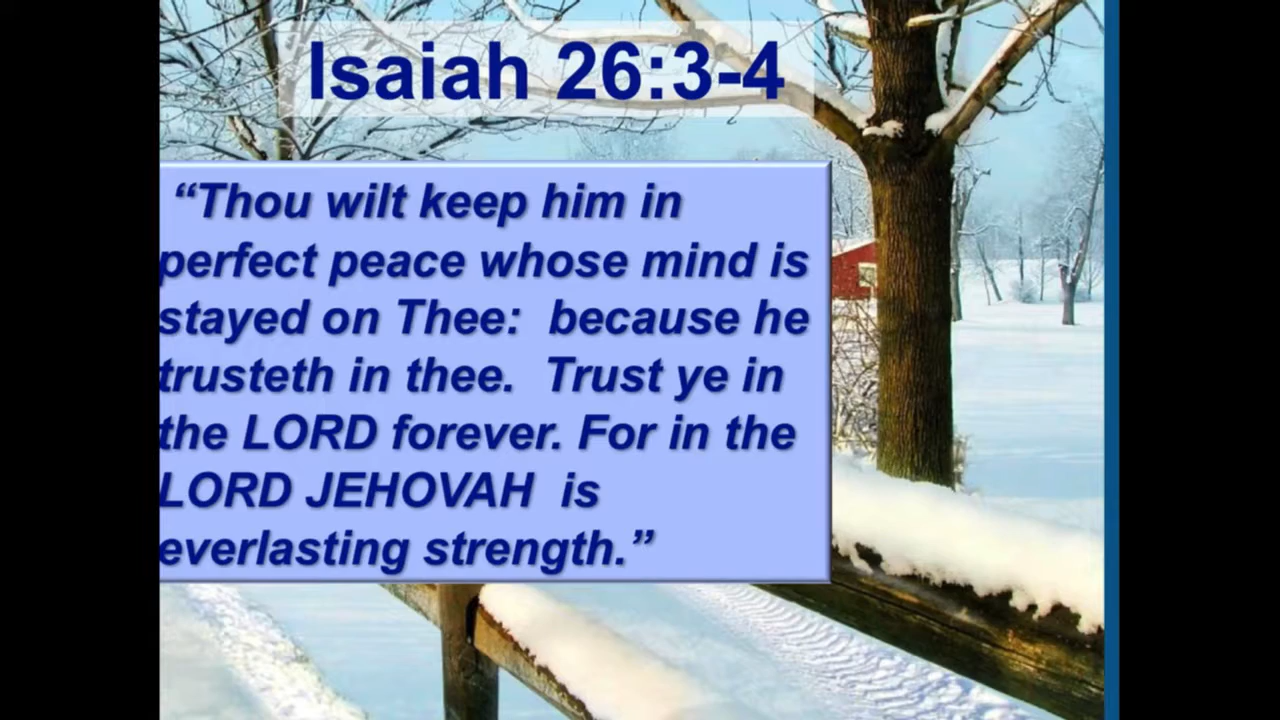 Isaiah 26:3-4
“Thou wilt keep him in
perfect peace whose mind is
stayed on Thee:  because he
trusteth in thee.  Trust ye in
the LORD forever. For in the
LORD JEHOVAH  is
everlasting strength.”